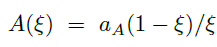 A(ξ) = a_A(1 − ξ)/ξ